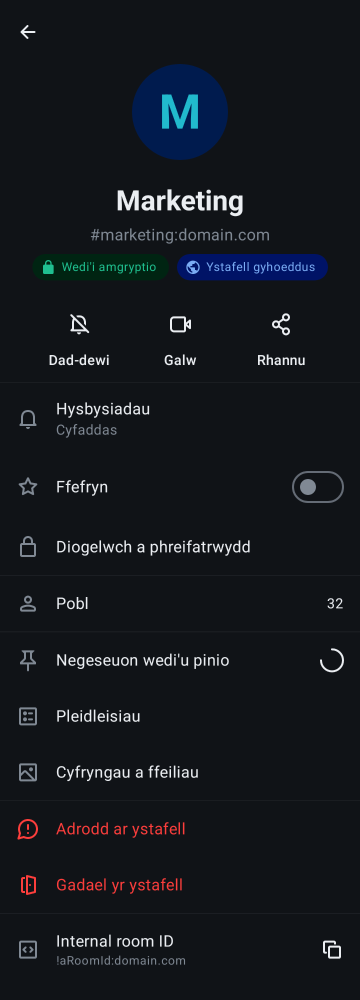 M
Marketing
#marketing:domain.com
Wedi'i amgryptio
Ystafell gyhoeddus
Dad-dewi
Galw
Rhannu
Hysbysiadau
Cyfaddas
Ffefryn
Diogelwch a phreifatrwydd
Pobl
32
Negeseuon wedi'u pinio
Pleidleisiau
Cyfryngau a ffeiliau
Adrodd ar ystafell
Gadael yr ystafell
Internal room ID
!aRoomId:domain.com